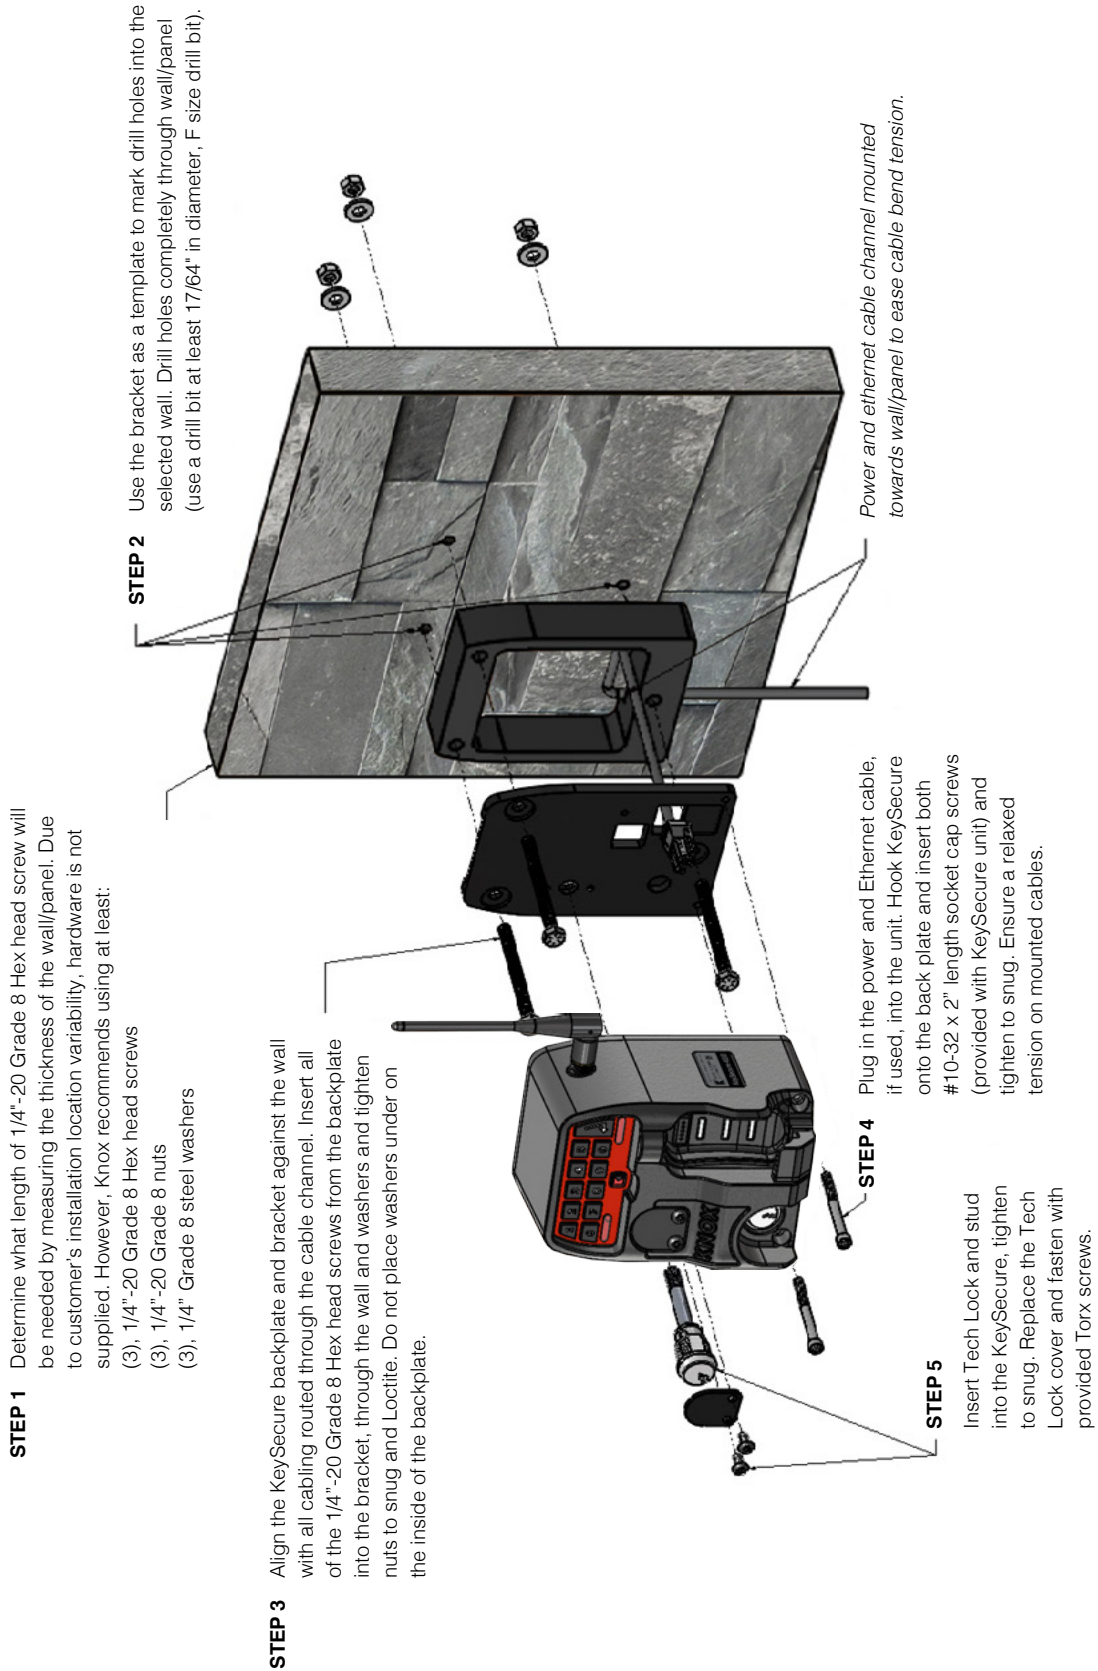 STEP 1 Determine what length of 1/4"-20 Grade 8 Hex head screw will
be needed by measuring the thickness of the wall/panel. Due
to customer's installation location variability, hardware is not
supplied. However, Knox recommends using at least:
(3), 1/4"-20 Grade 8 Hex head screws
(3), 1/4"-20 Grade 8 nuts
(3), 1/4" Grade 8 steel washers
STEP 2 Use the bracket as a template to mark drill holes into the
selected wall. Drill holes completely through wall/panel
(use a drill bit at least 17/64" in diameter, F size drill bit).
STEP 3 Align the KeySecure backplate and bracket against the wall
with all cabling routed through the cable channel. Insert all
of the 1/4"-20 Grade 8 Hex head screws from the backplate
into the bracket, through the wall and washers and tighten
nuts to snug and Loctite. Do not place washers under on
the inside of the backplate.
Power and ethernet cable channel mounted
towards wall/panel to ease cable bend tension.
STEP 4 Plug in the power and Ethernet cable,
if used, into the unit. Hook KeySecure
onto the back plate and insert both
#10-32 x 2" length socket cap screws
(provided with KeySecure unit) and
tighten to snug. Ensure a relaxed
tension on mounted cables.
STEP 5
Insert Tech Lock and stud
into the KeySecure, tighten
to snug. Replace the Tech
Lock cover and fasten with
provided Torx screws.
KNOX